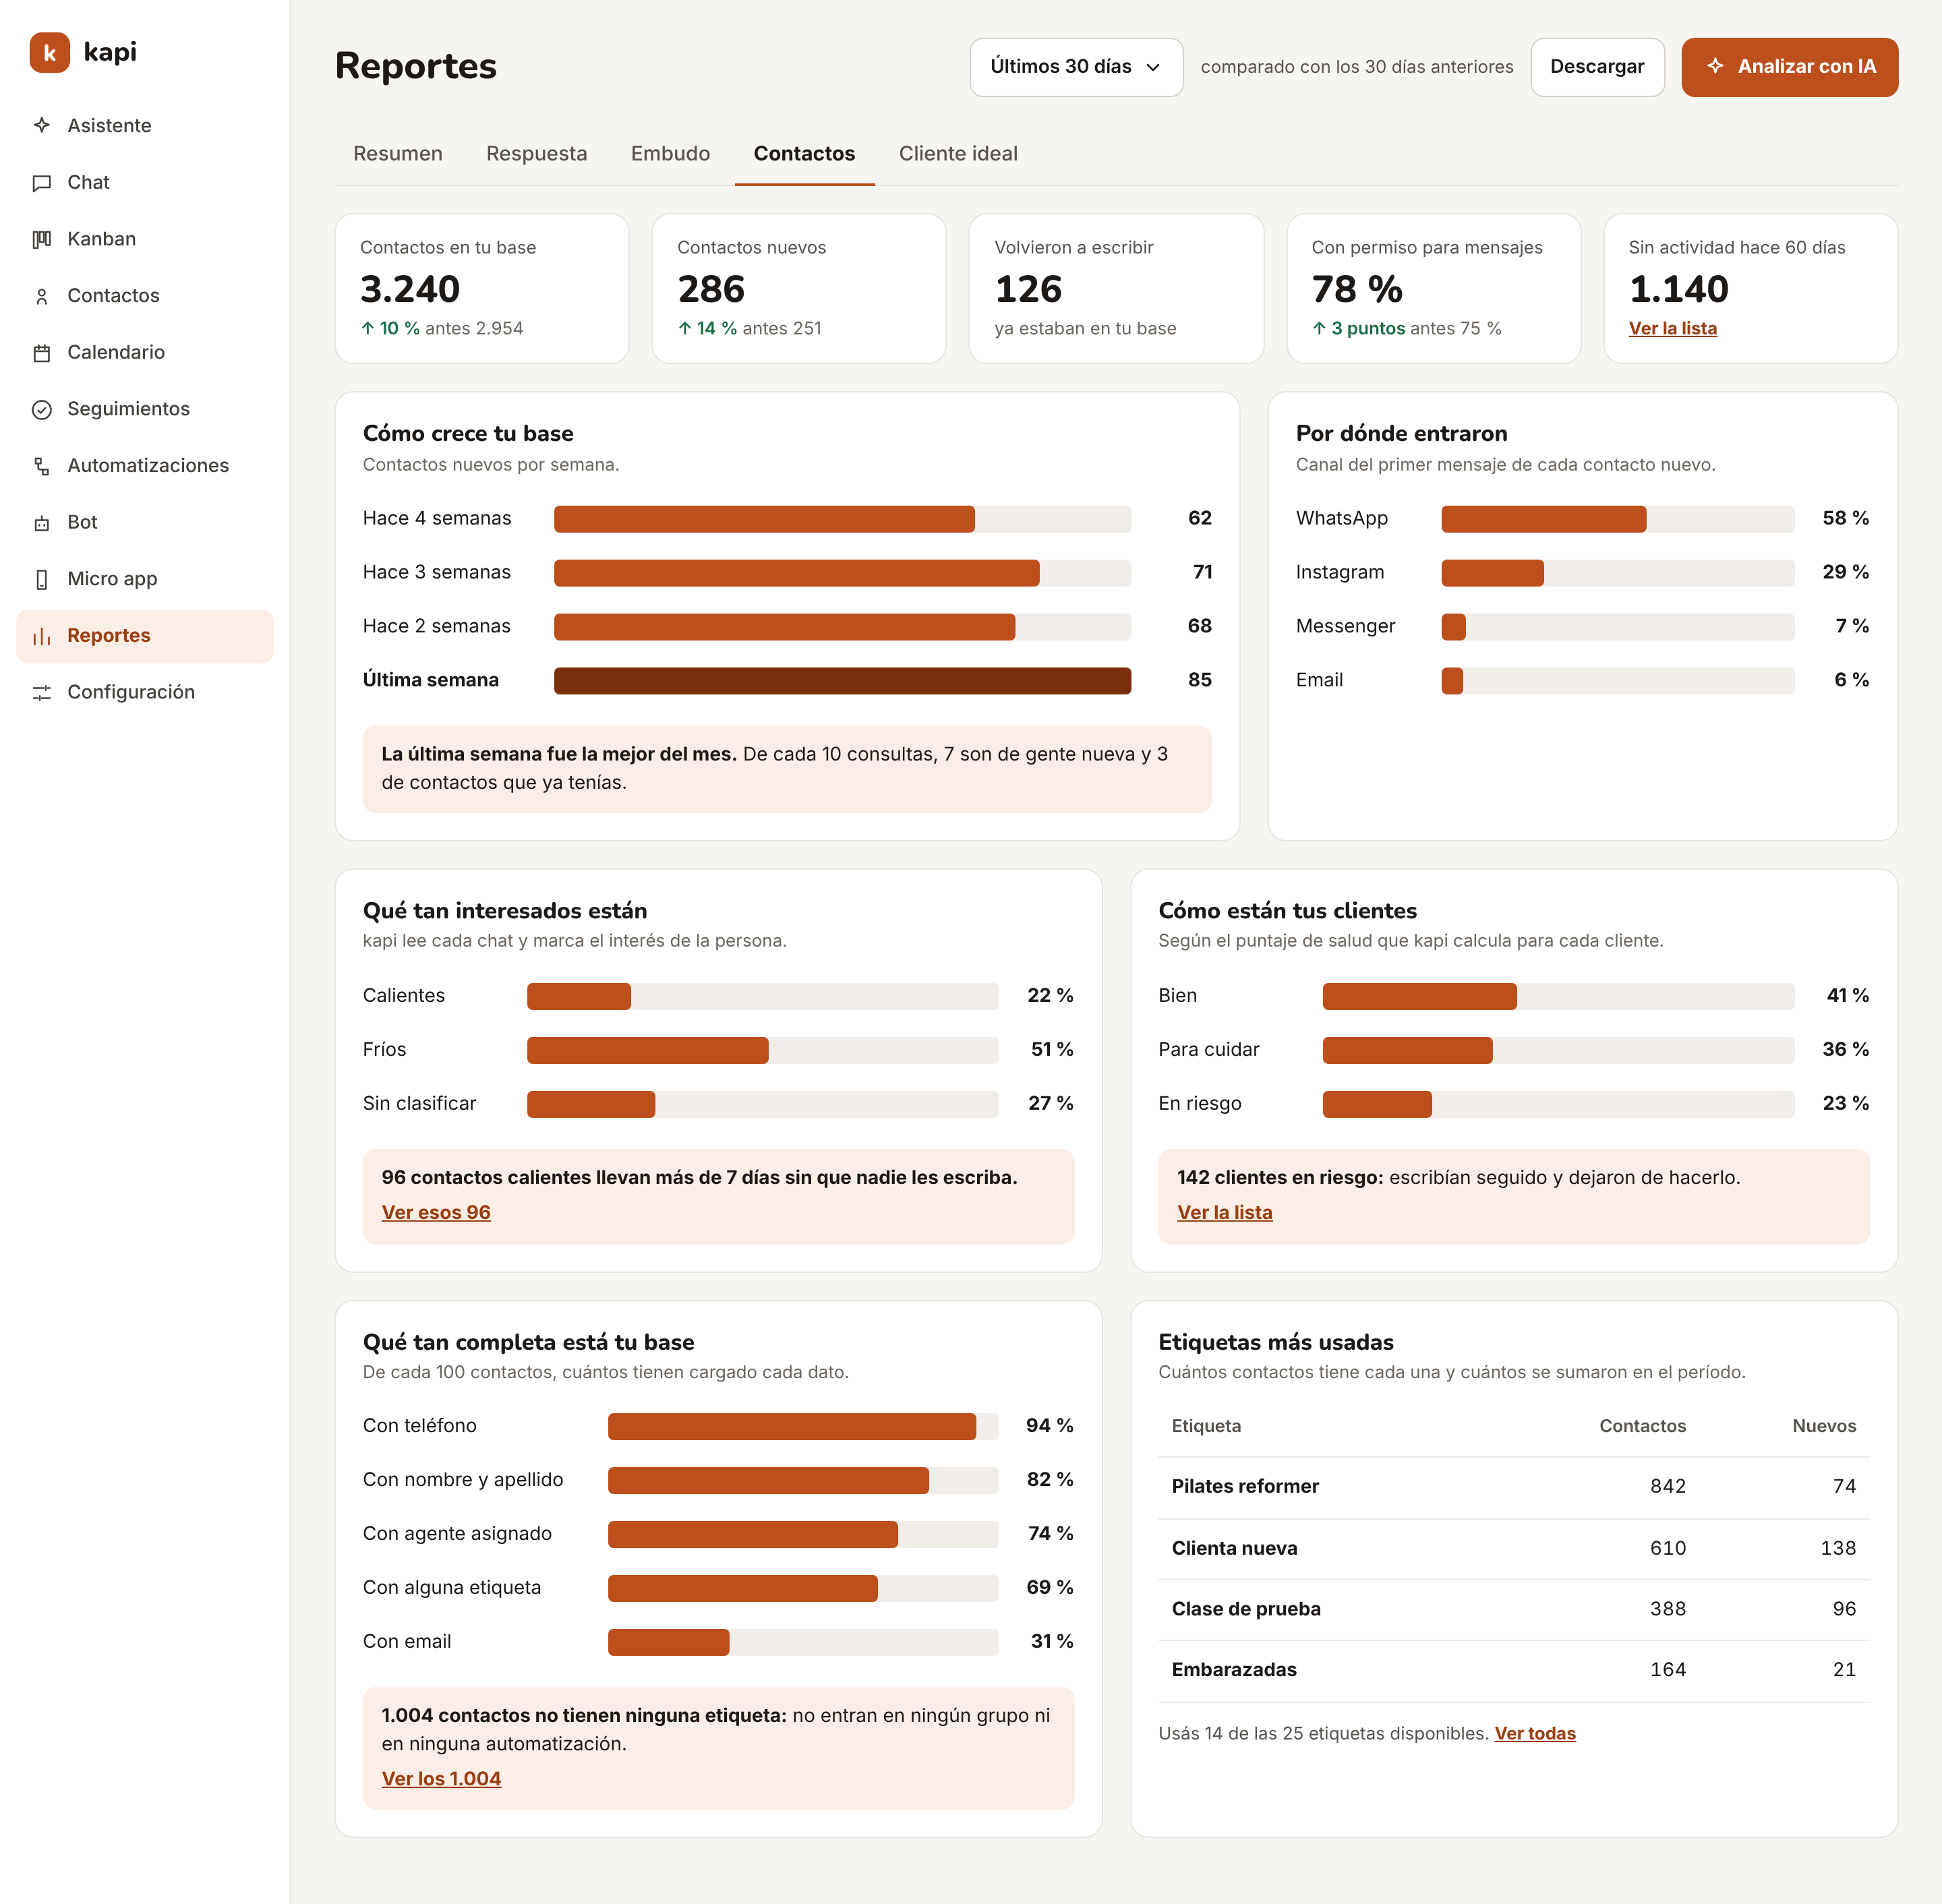 k kapi
Asistente
Chat
Kanban
Contactos
Calendario
Seguimientos
Automatizaciones
Bot
Micro app
Reportes
Configuración
Reportes
Últimos 30 días comparado con los 30 días anteriores Descargar Analizar con IA
Resumen Respuesta Embudo Contactos Cliente ideal
Contactos en tu base
3.240
↑ 10 % antes 2.954
Contactos nuevos
286
↑ 14 % antes 251
Volvieron a escribir
126
ya estaban en tu base
Con permiso para mensajes
78 %
↑ 3 puntos antes 75 %
Sin actividad hace 60 días
1.140
Ver la lista
Cómo crece tu base
Contactos nuevos por semana.
Hace 4 semanas 62
Hace 3 semanas 71
Hace 2 semanas 68
Última semana 85
La última semana fue la mejor del mes. De cada 10 consultas, 7 son de gente nueva y 3
de contactos que ya tenías.
Por dónde entraron
Canal del primer mensaje de cada contacto nuevo.
WhatsApp 58 %
Instagram 29 %
Messenger 7 %
Email 6 %
Qué tan interesados están
kapi lee cada chat y marca el interés de la persona.
Calientes 22 %
Fríos 51 %
Sin clasificar 27 %
96 contactos calientes llevan más de 7 días sin que nadie les escriba.
Ver esos 96
Cómo están tus clientes
Según el puntaje de salud que kapi calcula para cada cliente.
Bien 41 %
Para cuidar 36 %
En riesgo 23 %
142 clientes en riesgo: escribían seguido y dejaron de hacerlo.
Ver la lista
Qué tan completa está tu base
De cada 100 contactos, cuántos tienen cargado cada dato.
Con teléfono 94 %
Con nombre y apellido 82 %
Con agente asignado 74 %
Con alguna etiqueta 69 %
Con email 31 %
1.004 contactos no tienen ninguna etiqueta: no entran en ningún grupo ni
en ninguna automatización.
Ver los 1.004
Etiquetas más usadas
Cuántos contactos tiene cada una y cuántos se sumaron en el período.
Etiqueta Contactos Nuevos
Pilates reformer 842 74
Clienta nueva 610 138
Clase de prueba 388 96
Embarazadas 164 21
Usás 14 de las 25 etiquetas disponibles. Ver todas